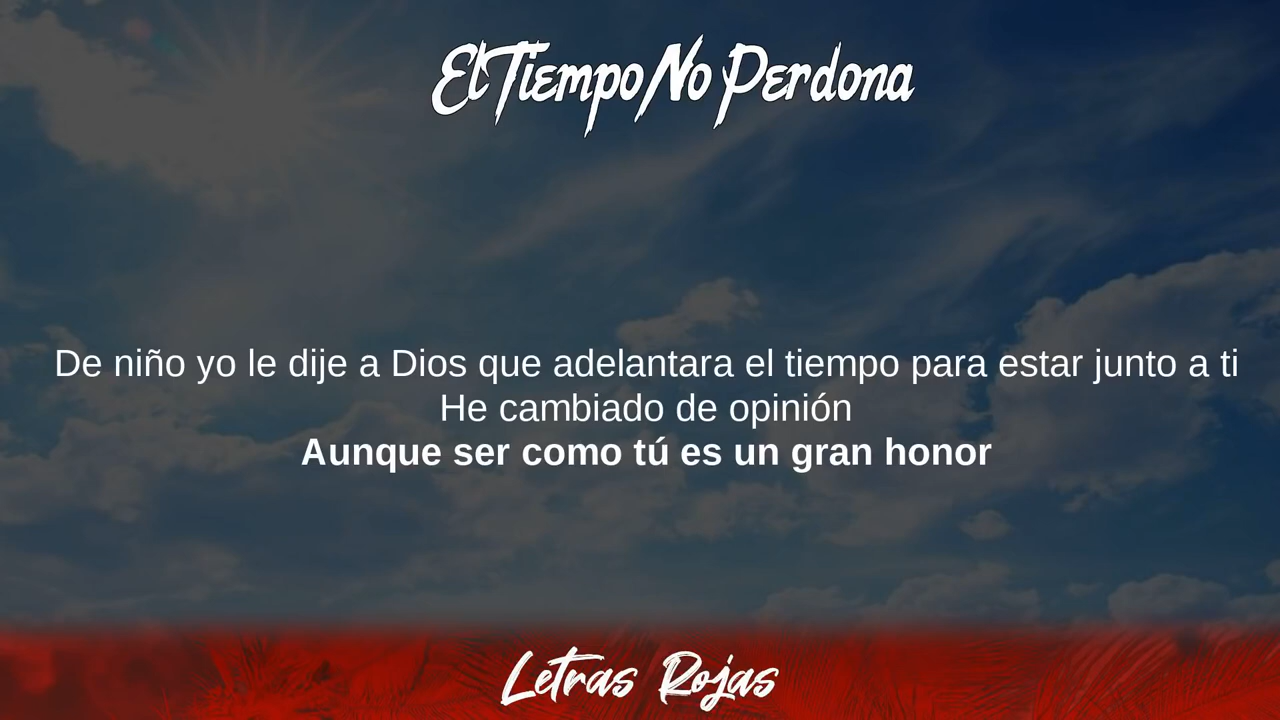 El Tiempo No Perdona
De niño yo le dije a Dios que adelantara el tiempo para estar junto a ti
He cambiado de opinión
Aunque ser como tú es un gran honor
Letras Rojas